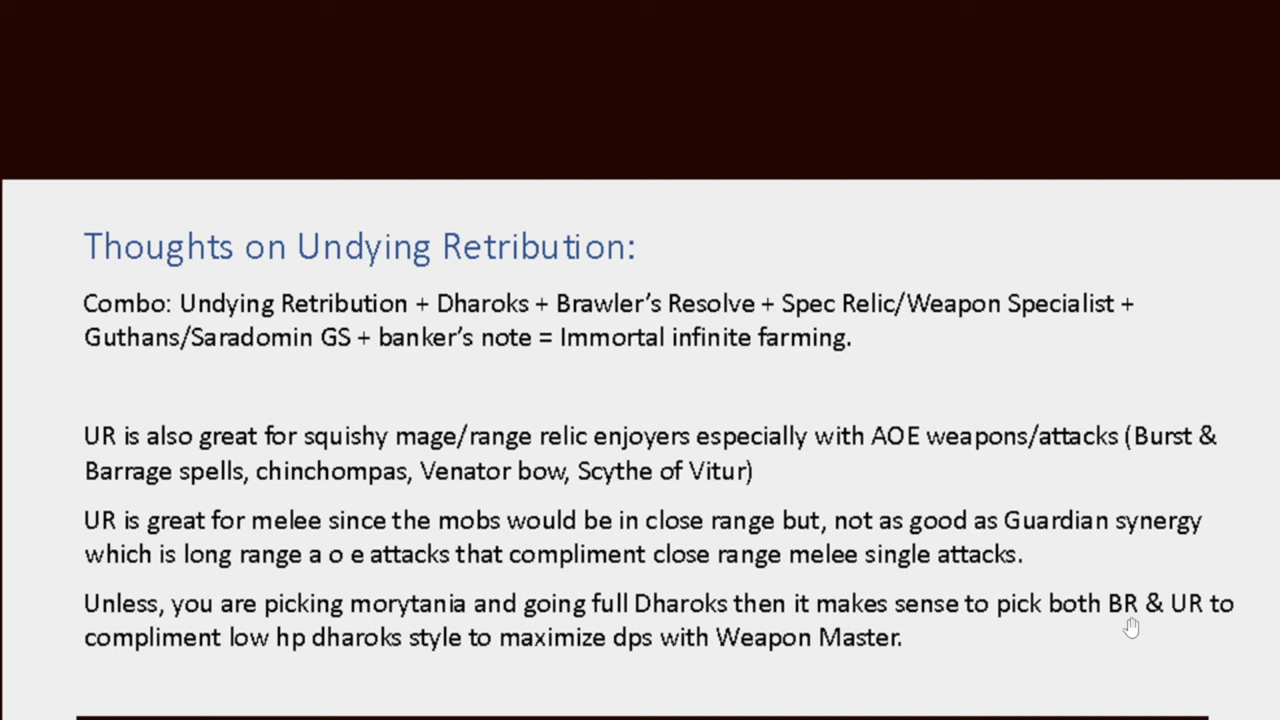 Thoughts on Undying Retribution:
Combo: Undying Retribution + Dharoks + Brawler's Resolve + Spec Relic/Weapon Specialist +
Guthans/Saradomin GS + banker's note = Immortal infinite farming.
UR is also great for squishy mage/range relic enjoyers especially with AOE weapons/attacks (Burst &
Barrage spells, chinchompas, Venator bow, Scythe of Vitur)
UR is great for melee since the mobs would be in close range but, not as good as Guardian synergy
which is long range a o e attacks that compliment close range melee single attacks.
Unless, you are picking morytania and going full Dharoks then it makes sense to pick both BR & UR to
compliment low hp dharoks style to maximize dps with Weapon Master.